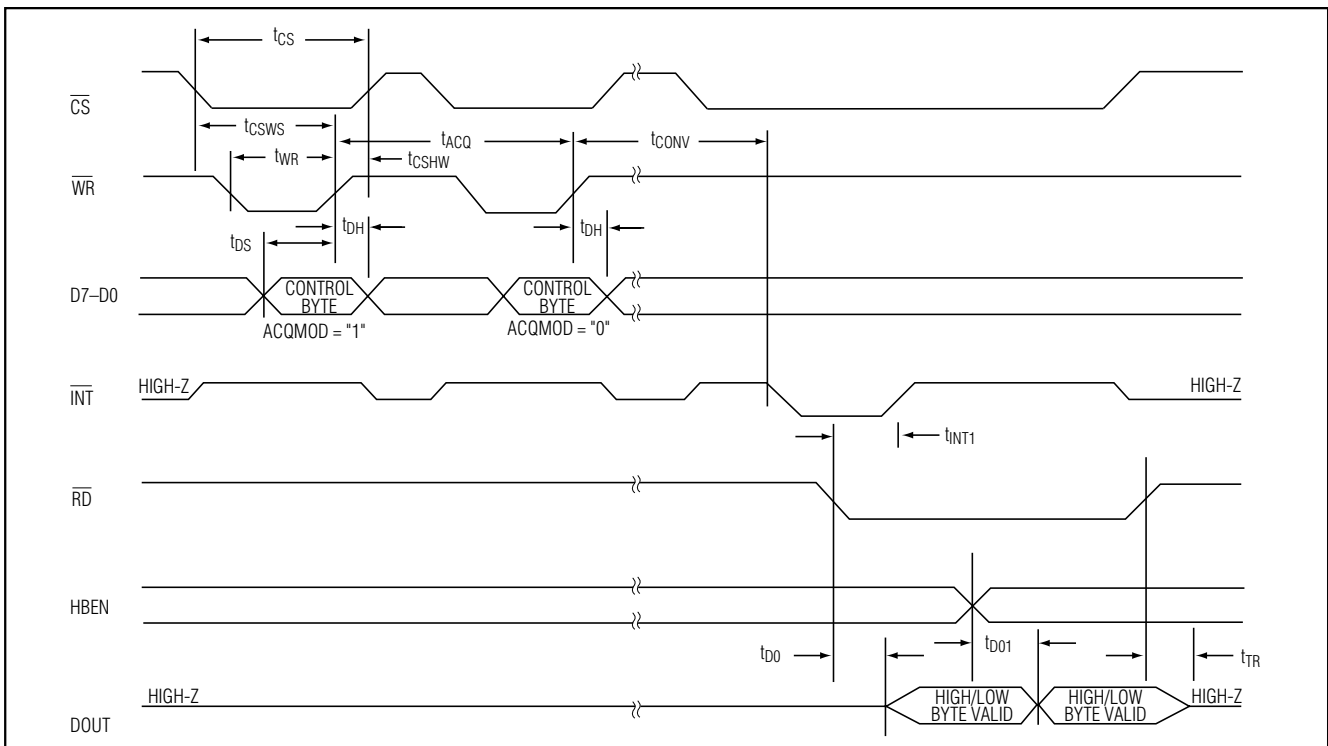 tCS
CS
tCSWS
tACQ
tCONV
tWR
tCSHW
WR
tDH
tDH
tDS
D7–D0
CONTROL
BYTE
CONTROL
BYTE
ACQMOD = "1"
ACQMOD = "0"
INT
HIGH-Z
HIGH-Z
tINT1
RD
HBEN
tD0
tD01
tTR
HIGH-Z
HIGH/LOW
BYTE VALID
HIGH/LOW
BYTE VALID
HIGH-Z
DOUT